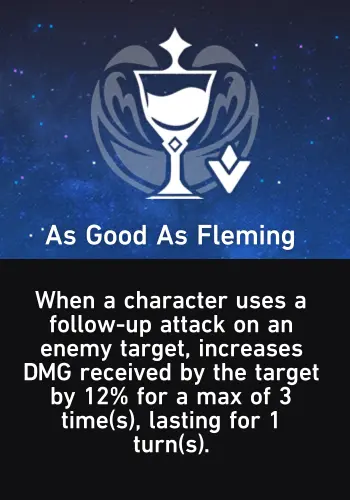 As Good As Fleming
When a character uses a
follow-up attack on an
enemy target, increases
DMG received by the target
by 12% for a max of 3
time(s), lasting for 1
turn(s).